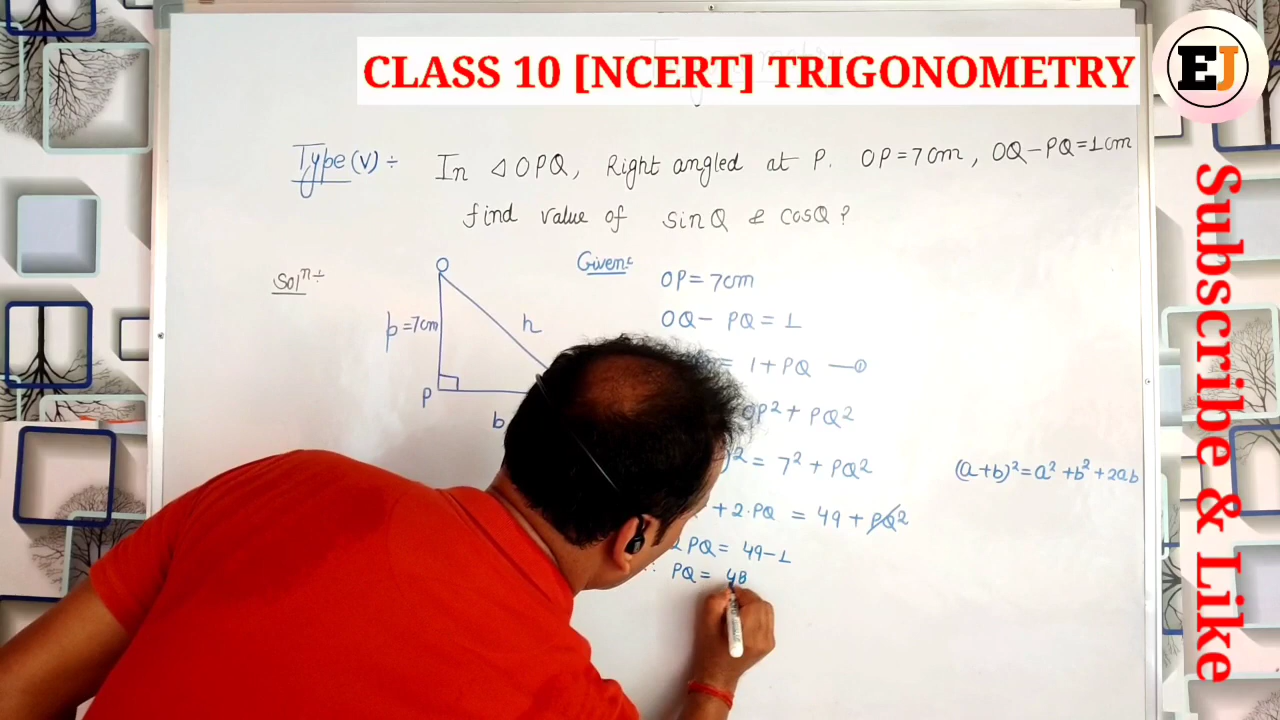 CLASS 10 [NCERT] TRIGONOMETRY
EJ
Type (v) ÷ In △OPQ, Right angled at P. OP=7cm, OQ-PQ=1cm
find value of sinQ & cosQ?
Solⁿ÷
Given:
O
p=7cm
h
P
b
OP=7cm
OQ- PQ=1
= 1+PQ —①
OP²+PQ²
)²= 7²+PQ²
+2.PQ = 49+PQ²
2PQ= 49-1
PQ= 48
(a+b)²=a²+b²+2ab
Subscribe & Like